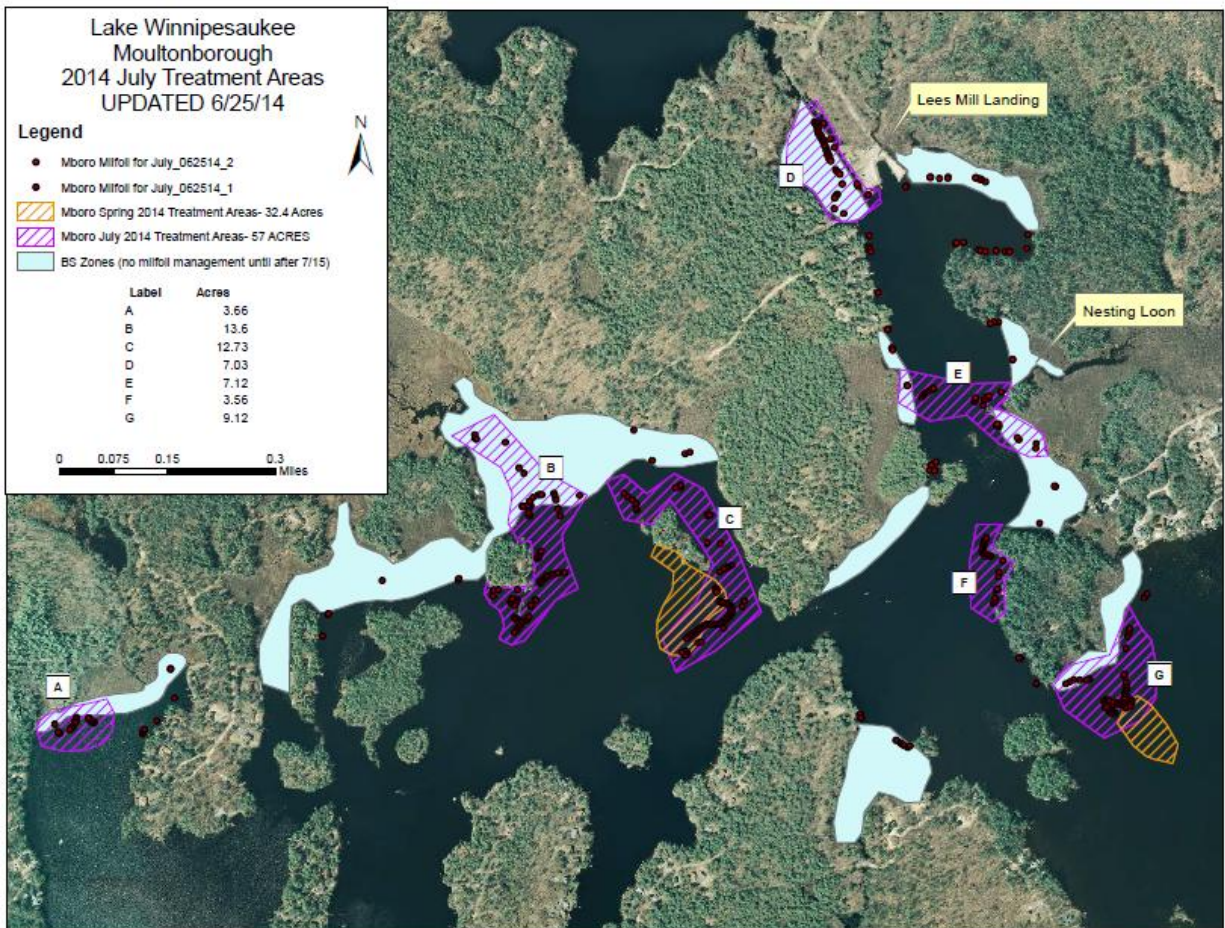 Lake Winnipesaukee
Moultonborough
2014 July Treatment Areas
UPDATED 6/25/14
Legend
N
Mboro Milfoil for July_062514_2
Mboro Milfoil for July_062514_1
Mboro Spring 2014 Treatment Areas- 32.4 Acres
Mboro July 2014 Treatment Areas- 57 ACRES
BS Zones (no milfoil management until after 7/15)
Label Acres
A 3.66
B 13.6
C 12.73
D 7.03
E 7.12
F 3.56
G 9.12
0 0.075 0.15 0.3
Miles
Lees Mill Landing
D
Nesting Loon
E
B
C
F
G
A